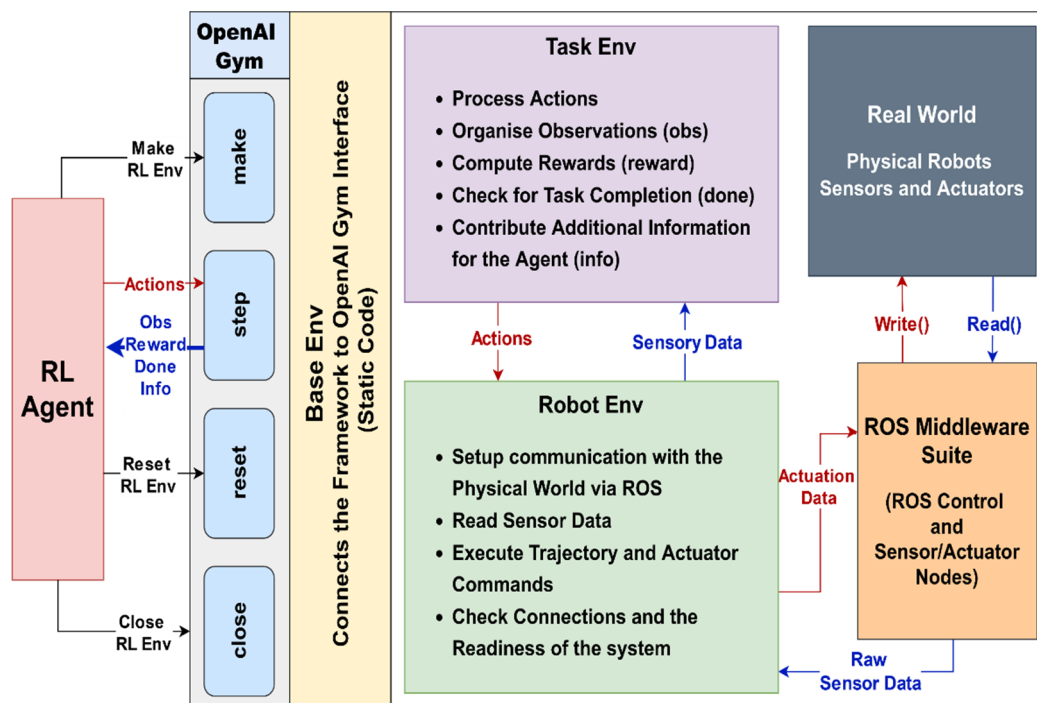 OpenAI
Gym
Make
RL Env
make
Actions
step
Obs
Reward
Done
Info
RL
Agent
Reset
RL Env
reset
Close
RL Env
close
Base Env
Connects the Framework to OpenAI Gym Interface
(Static Code)
Task Env
• Process Actions
• Organise Observations (obs)
• Compute Rewards (reward)
• Check for Task Completion (done)
• Contribute Additional Information
for the Agent (info)
Actions
Sensory Data
Robot Env
• Setup communication with the
Physical World via ROS
• Read Sensor Data
• Execute Trajectory and Actuator
Commands
• Check Connections and the
Readiness of the system
Real World
Physical Robots
Sensors and Actuators
Write()
Read()
Actuation
Data
ROS Middleware
Suite
(ROS Control
and
Sensor/Actuator
Nodes)
Raw
Sensor Data